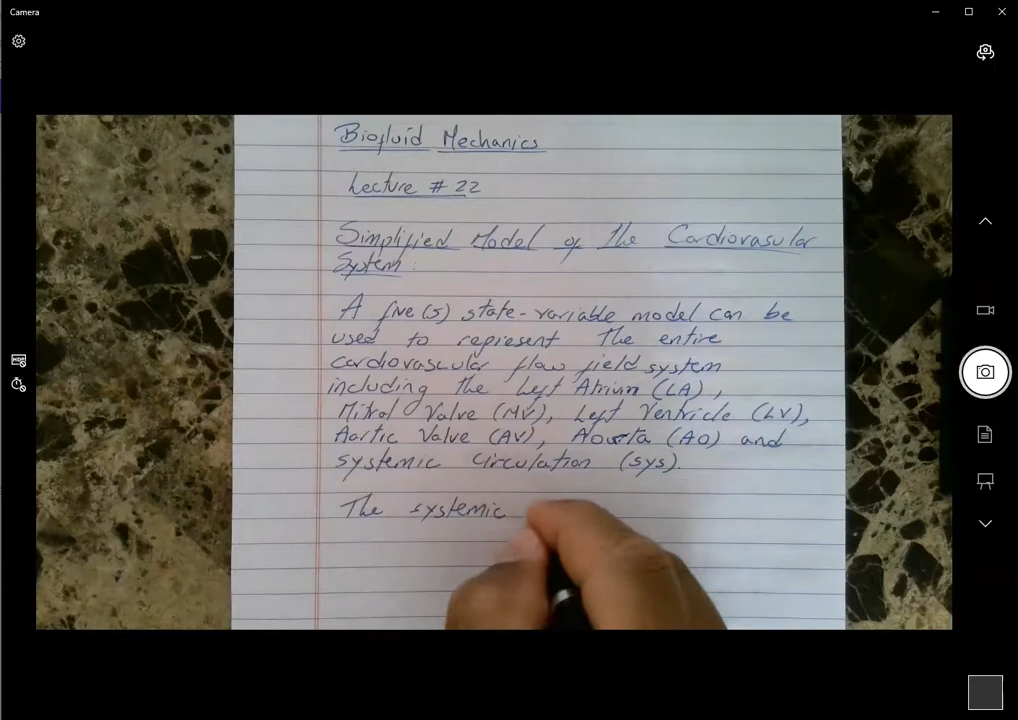 Camera
Biofluid Mechanics
Lecture # 22
Simplified Model of the Cardiovasular
System:
A five (5) state-variable model can be
used to represent the entire
cardiovascular flow field system
including the Left Atrium (LA),
Mitral Valve (MV), Left Ventricle (LV),
Aartic Valve (AV), Aorta (AO) and
systemic circulation (sys).
The systemic